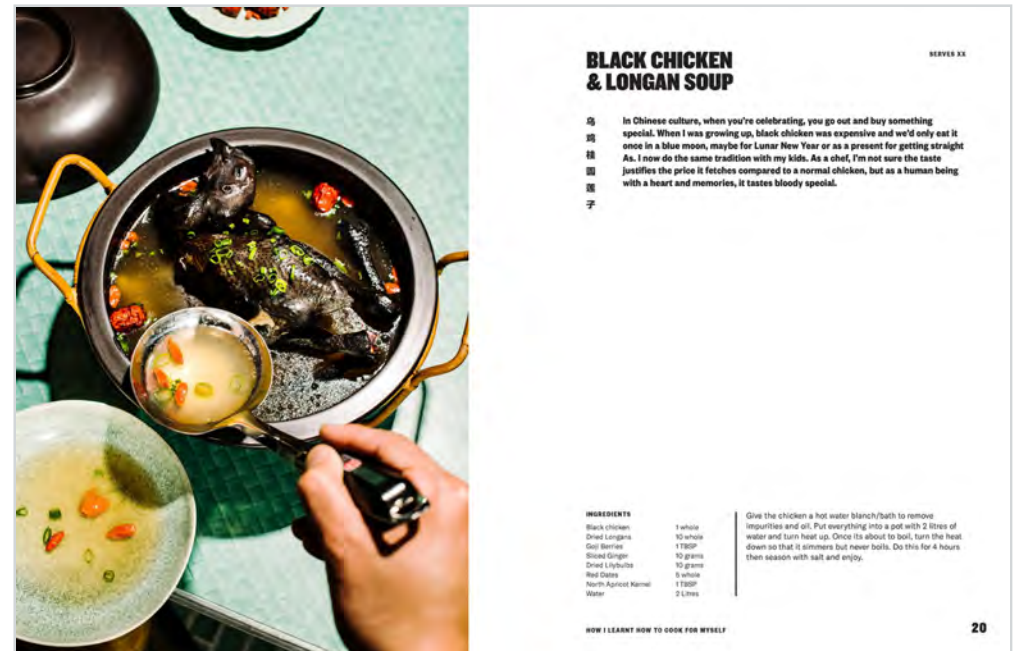 BLACK CHICKEN
& LONGAN SOUP
SERVES XX
乌
鸡
桂
圆
莲
子
In Chinese culture, when you're celebrating, you go out and buy something
special. When I was growing up, black chicken was expensive and we'd only eat it
once in a blue moon, maybe for Lunar New Year or as a present for getting straight
As. I now do the same tradition with my kids. As a chef, I'm not sure the taste
justifies the price it fetches compared to a normal chicken, but as a human being
with a heart and memories, it tastes bloody special.
INGREDIENTS
Black chicken 1 whole
Dried Longans 10 whole
Goji Berries 1 TBSP
Sliced Ginger 10 grams
Dried Lilybulbs 10 grams
Red Dates 5 whole
North Apricot Kernel 1 TBSP
Water 2 Litres
Give the chicken a hot water blanch/bath to remove
impurities and oil. Put everything into a pot with 2 litres of
water and turn heat up. Once its about to boil, turn the heat
down so that it simmers but never boils. Do this for 4 hours
then season with salt and enjoy.
HOW I LEARNT HOW TO COOK FOR MYSELF
20